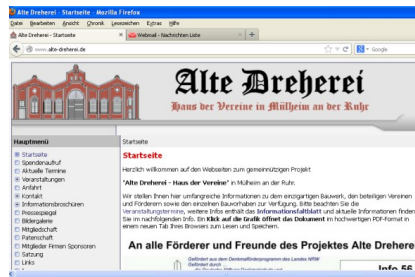 Alte Dreherei - Startseite - Mozilla Firefox
Datei Bearbeiten Ansicht Chronik Lesezeichen Extras Hilfe
Alte Dreherei - Startseite × Webmail - Nachrichten Liste × +
www.alte-dreherei.de Google
Alte Dreherei
Haus der Vereine in Mülheim an der Ruhr
Hauptmenü
Startseite
Spendenaufruf
Aktuelle Termine
Veranstaltungen
Anfahrt
Kontakt
Informationsbroschüren
Pressespiegel
Bildergalerie
Mitgliedschaft
Patenschaft
Mitglieder Firmen Sponsoren
Satzung
Links
Startseite
Startseite
Herzlich willkommen auf den Webseiten zum gemeinnützigen Projekt
"Alte Dreherei - Haus der Vereine" in Mülheim an der Ruhr.
Wir stellen Ihnen hier umfangreiche Informationen zu dem einzigartigen Bauwerk, den beteiligten Vereinen
und Förderern sowie den einzelnen Bauvorhaben zur Verfügung. Bitte beachten Sie die
Veranstaltungstermine, weitere Infos enthält das Informationsfaltblatt und aktuelle Informationen finden
Sie im nachfolgenden Info. Ein Klick auf die Grafik öffnet das Dokument im hochwertigen PDF-Format in
einem neuen Tab Ihres Browsers zum Lesen und Speichern.
An alle Förderer und Freunde des Projektes Alte Drehere
Gefördert aus dem Denkmalförderprogramm des Landes NRW
Gefördert durch
Info 56